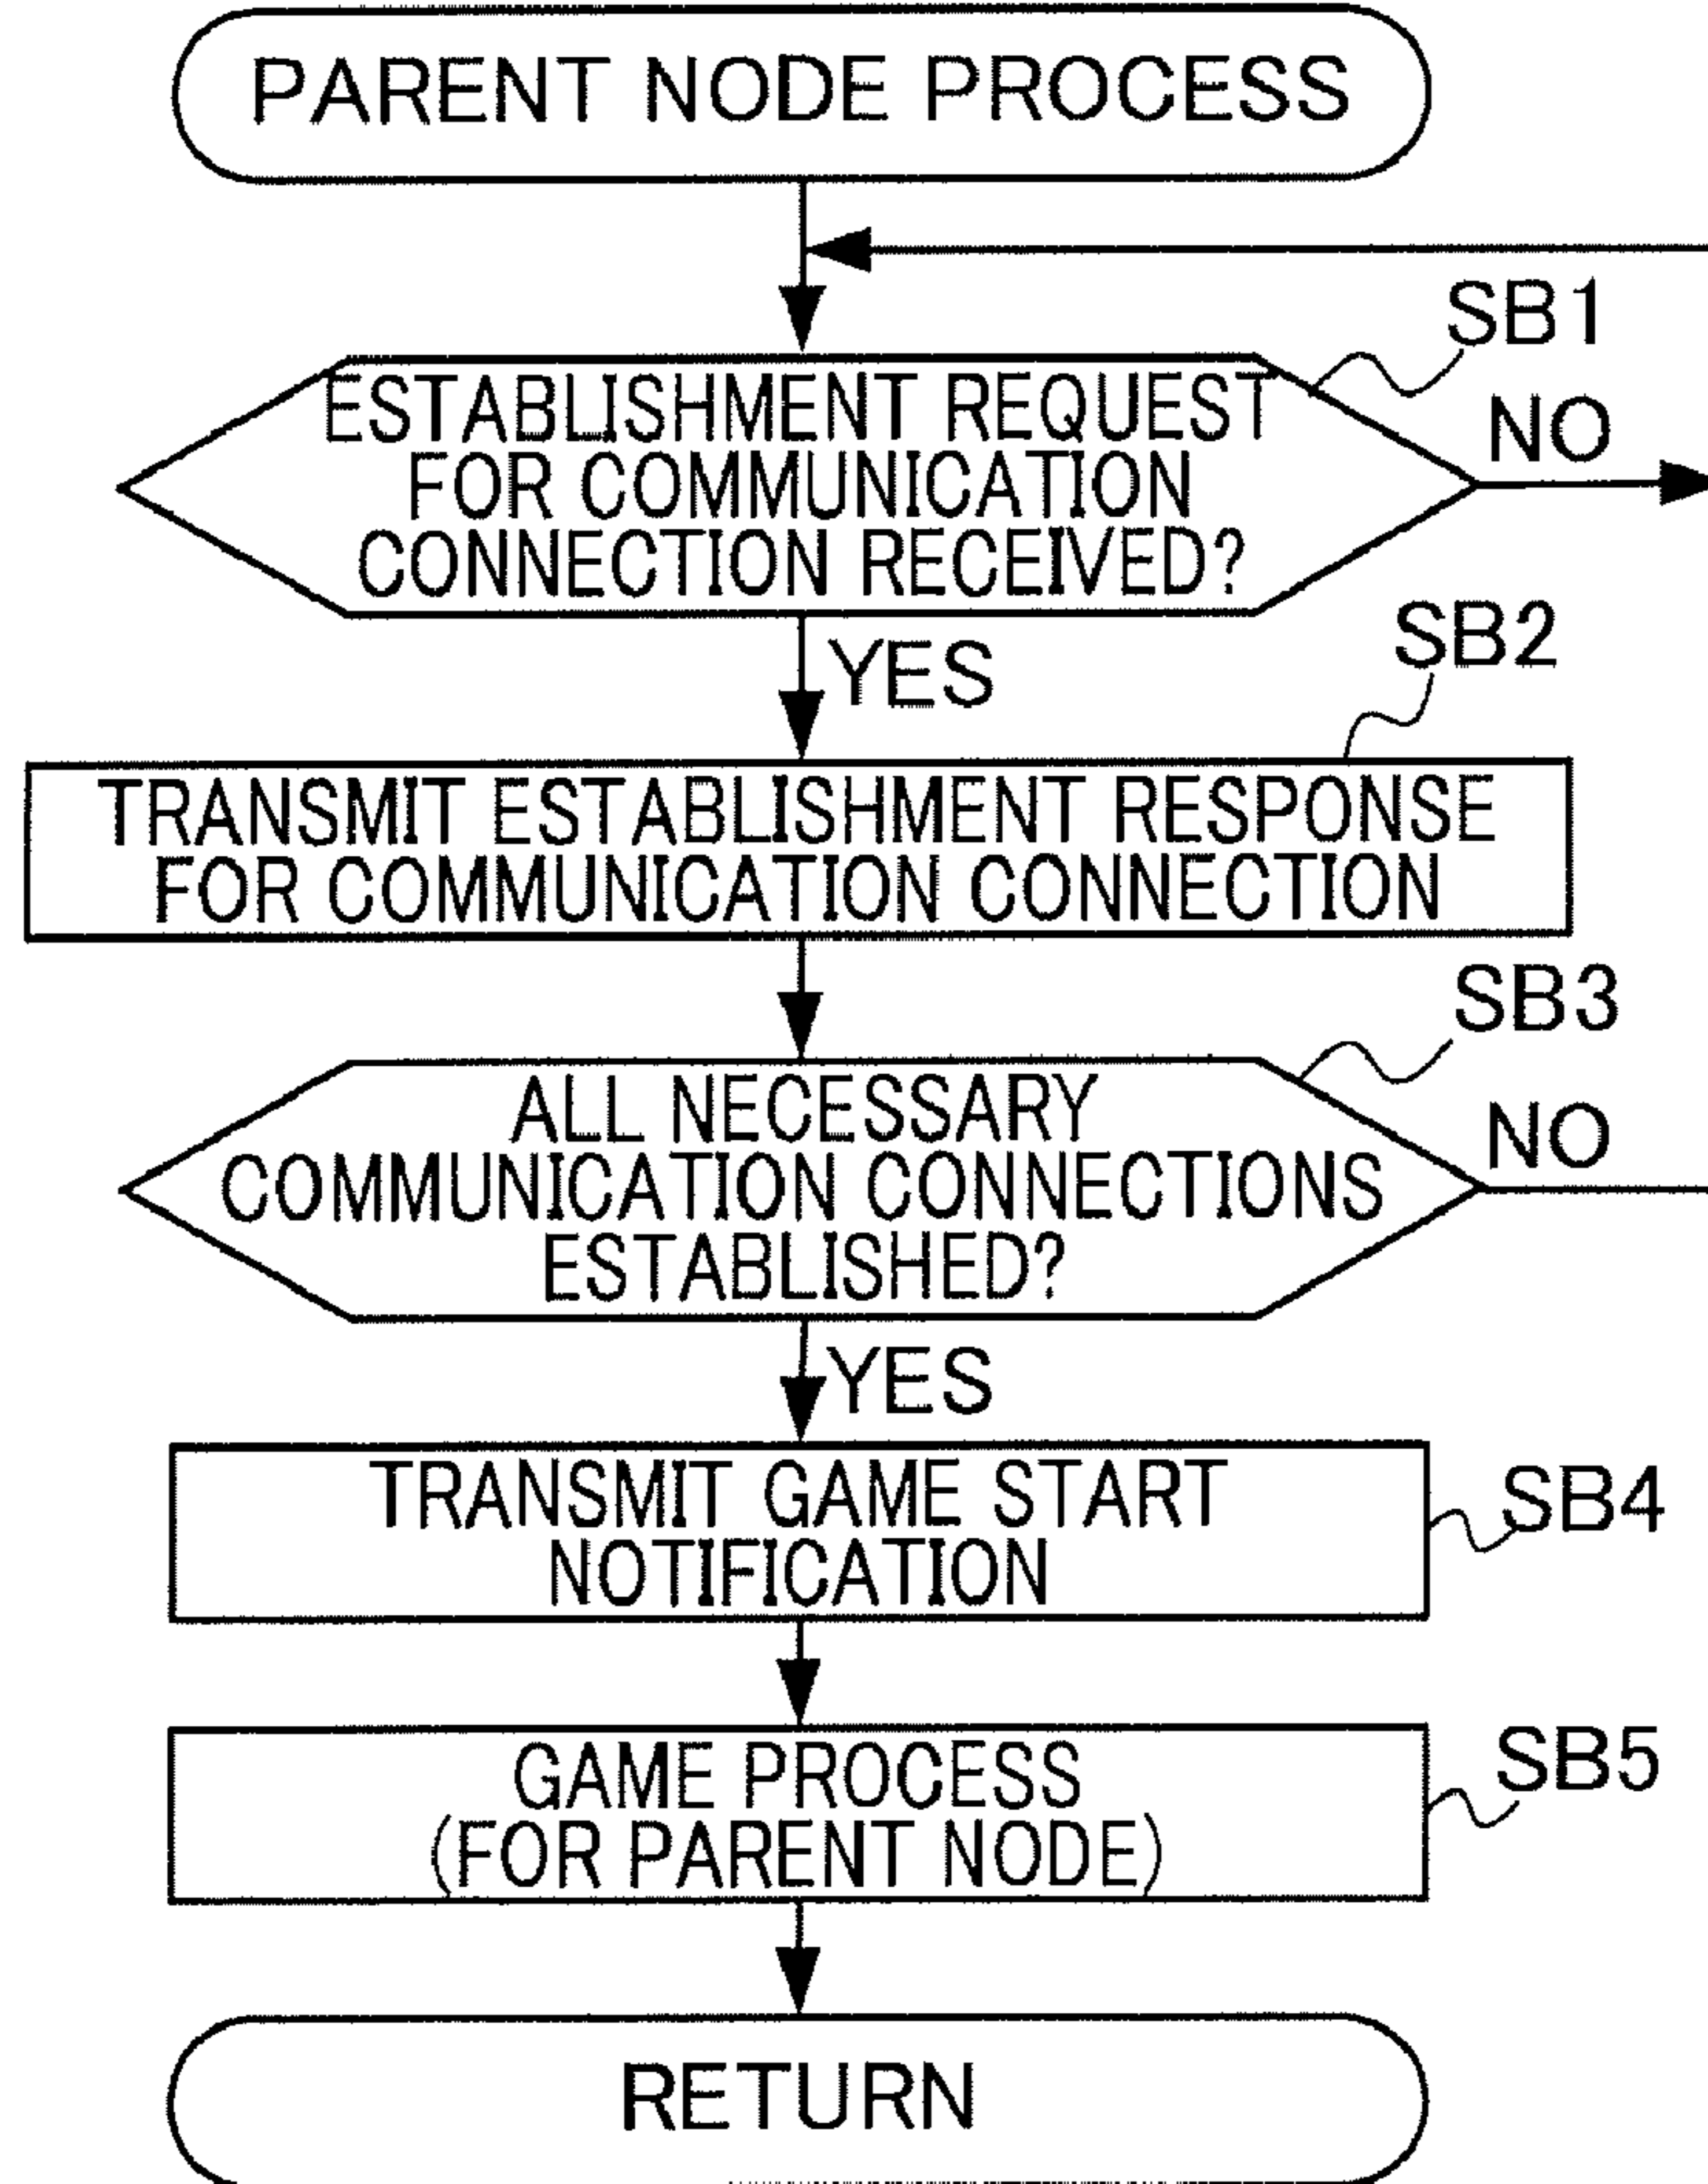 PARENT NODE PROCESS
SB1
ESTABLISHMENT REQUEST
FOR COMMUNICATION
CONNECTION RECEIVED?
NO
YES
SB2
TRANSMIT ESTABLISHMENT RESPONSE
FOR COMMUNICATION CONNECTION
SB3
ALL NECESSARY
COMMUNICATION CONNECTIONS
ESTABLISHED?
NO
YES
TRANSMIT GAME START
NOTIFICATION
SB4
GAME PROCESS
(FOR PARENT NODE)
SB5
RETURN